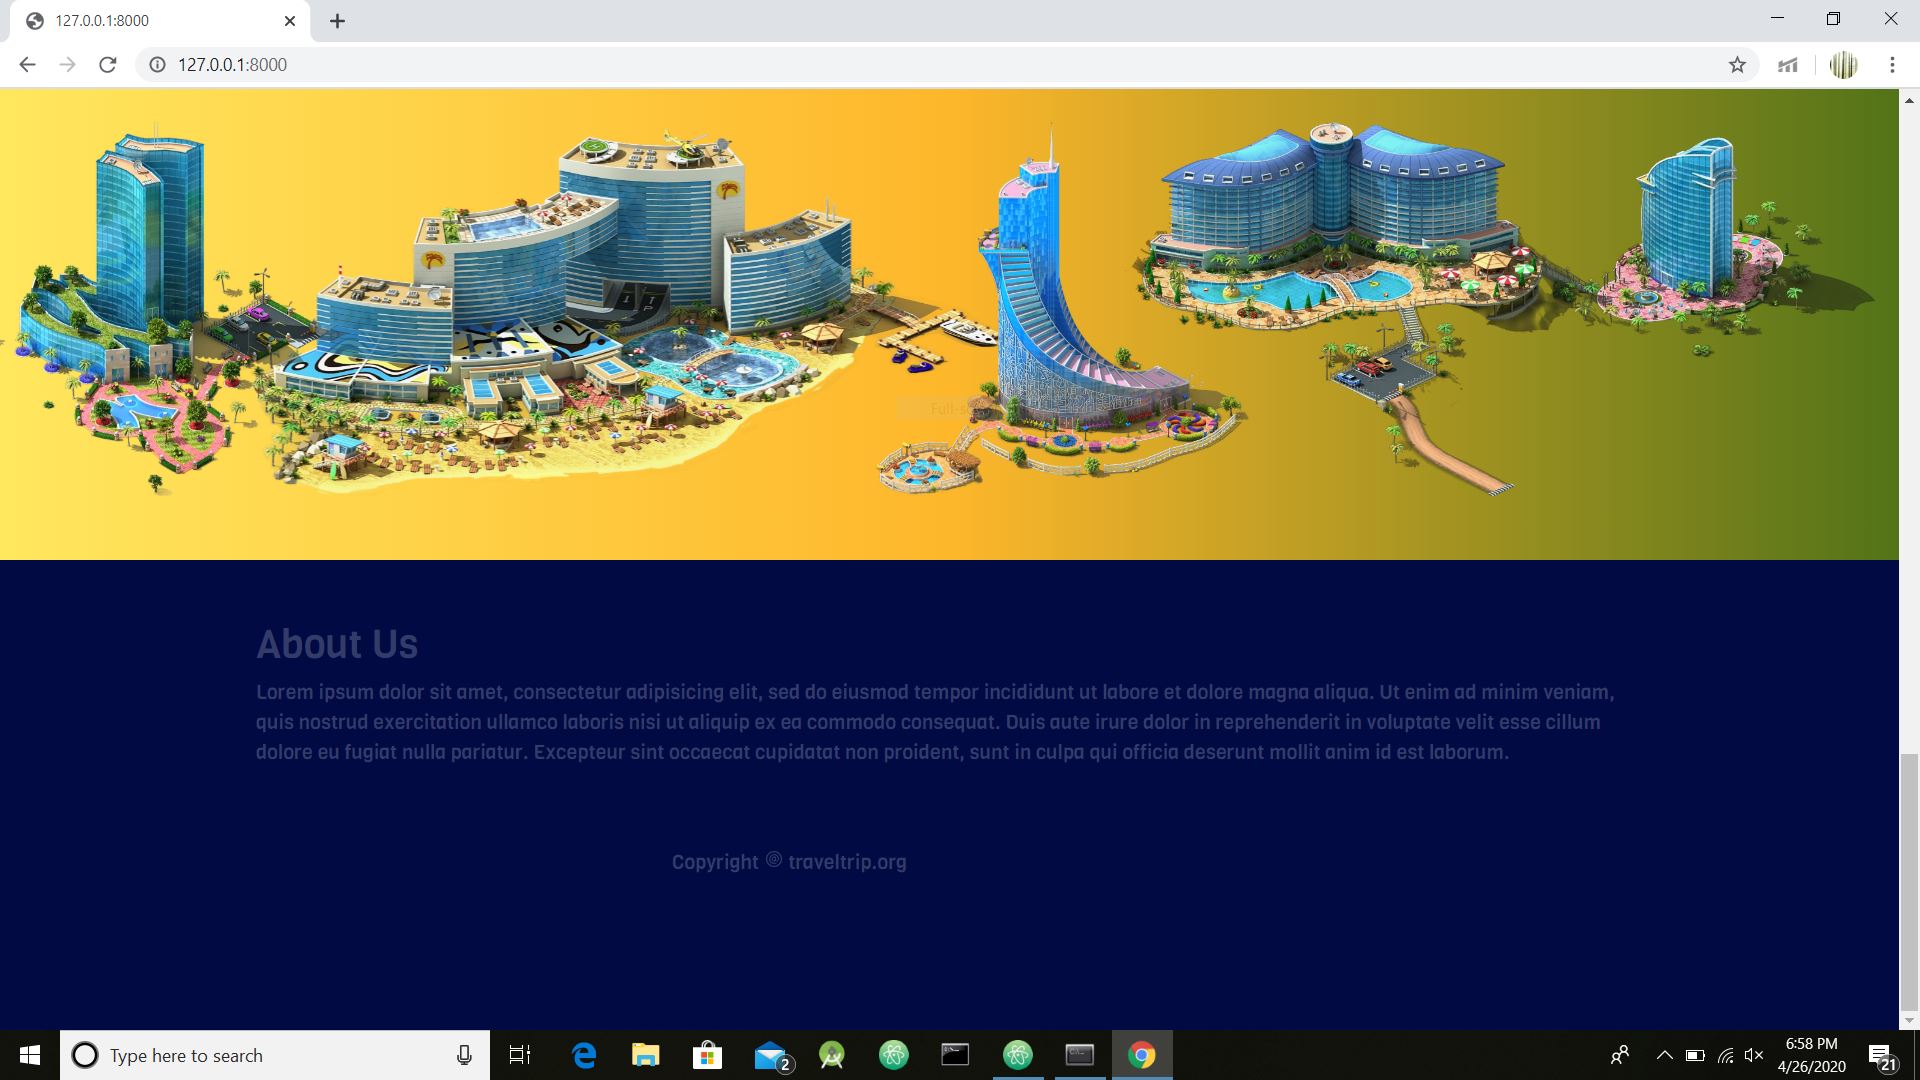 127.0.0.1:8000
127.0.0.1:8000
Full-s
About Us
Lorem ipsum dolor sit amet, consectetur adipisicing elit, sed do eiusmod tempor incididunt ut labore et dolore magna aliqua. Ut enim ad minim veniam,
quis nostrud exercitation ullamco laboris nisi ut aliquip ex ea commodo consequat. Duis aute irure dolor in reprehenderit in voluptate velit esse cillum
dolore eu fugiat nulla pariatur. Excepteur sint occaecat cupidatat non proident, sunt in culpa qui officia deserunt mollit anim id est laborum.
Copyright @ traveltrip.org
Type here to search
2
6:58 PM
4/26/2020
21